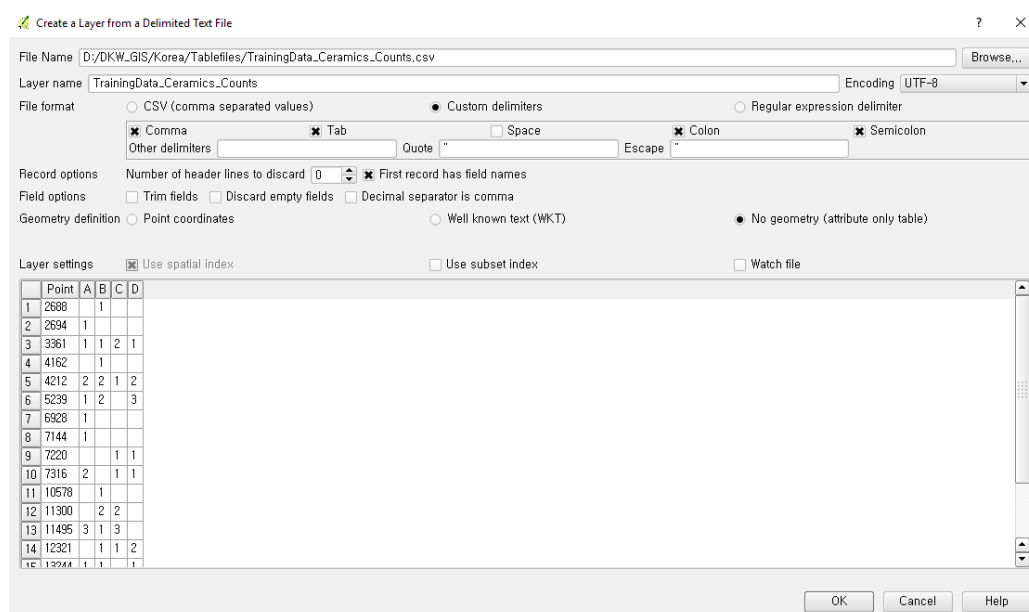 Create a Layer from a Delimited Text File ? ×
File Name D:/DKW_GIS/Korea/Tablefiles/TrainingData_Ceramics_Counts.csv Browse...
Layer name TrainingData_Ceramics_Counts Encoding UTF-8
File format CSV (comma separated values) Custom delimiters Regular expression delimiter
Comma Tab Space Colon Semicolon
Other delimiters Quote " Escape "
Record options Number of header lines to discard 0 First record has field names
Field options Trim fields Discard empty fields Decimal separator is comma
Geometry definition Point coordinates Well known text (WKT) No geometry (attribute only table)
Layer settings Use spatial index Use subset index Watch file
Point A B C D
1 2688 1
2 2694 1
3 3361 1 1 2 1
4 4162 1
5 4212 2 2 1 2
6 5239 1 2 3
7 6928 1
8 7144 1
9 7220 1 1
10 7316 2 1 1
11 10578 1
12 11300 2 2
13 11495 3 1 3
14 12321 1 1 2
15 13244 1 1 1
OK Cancel Help